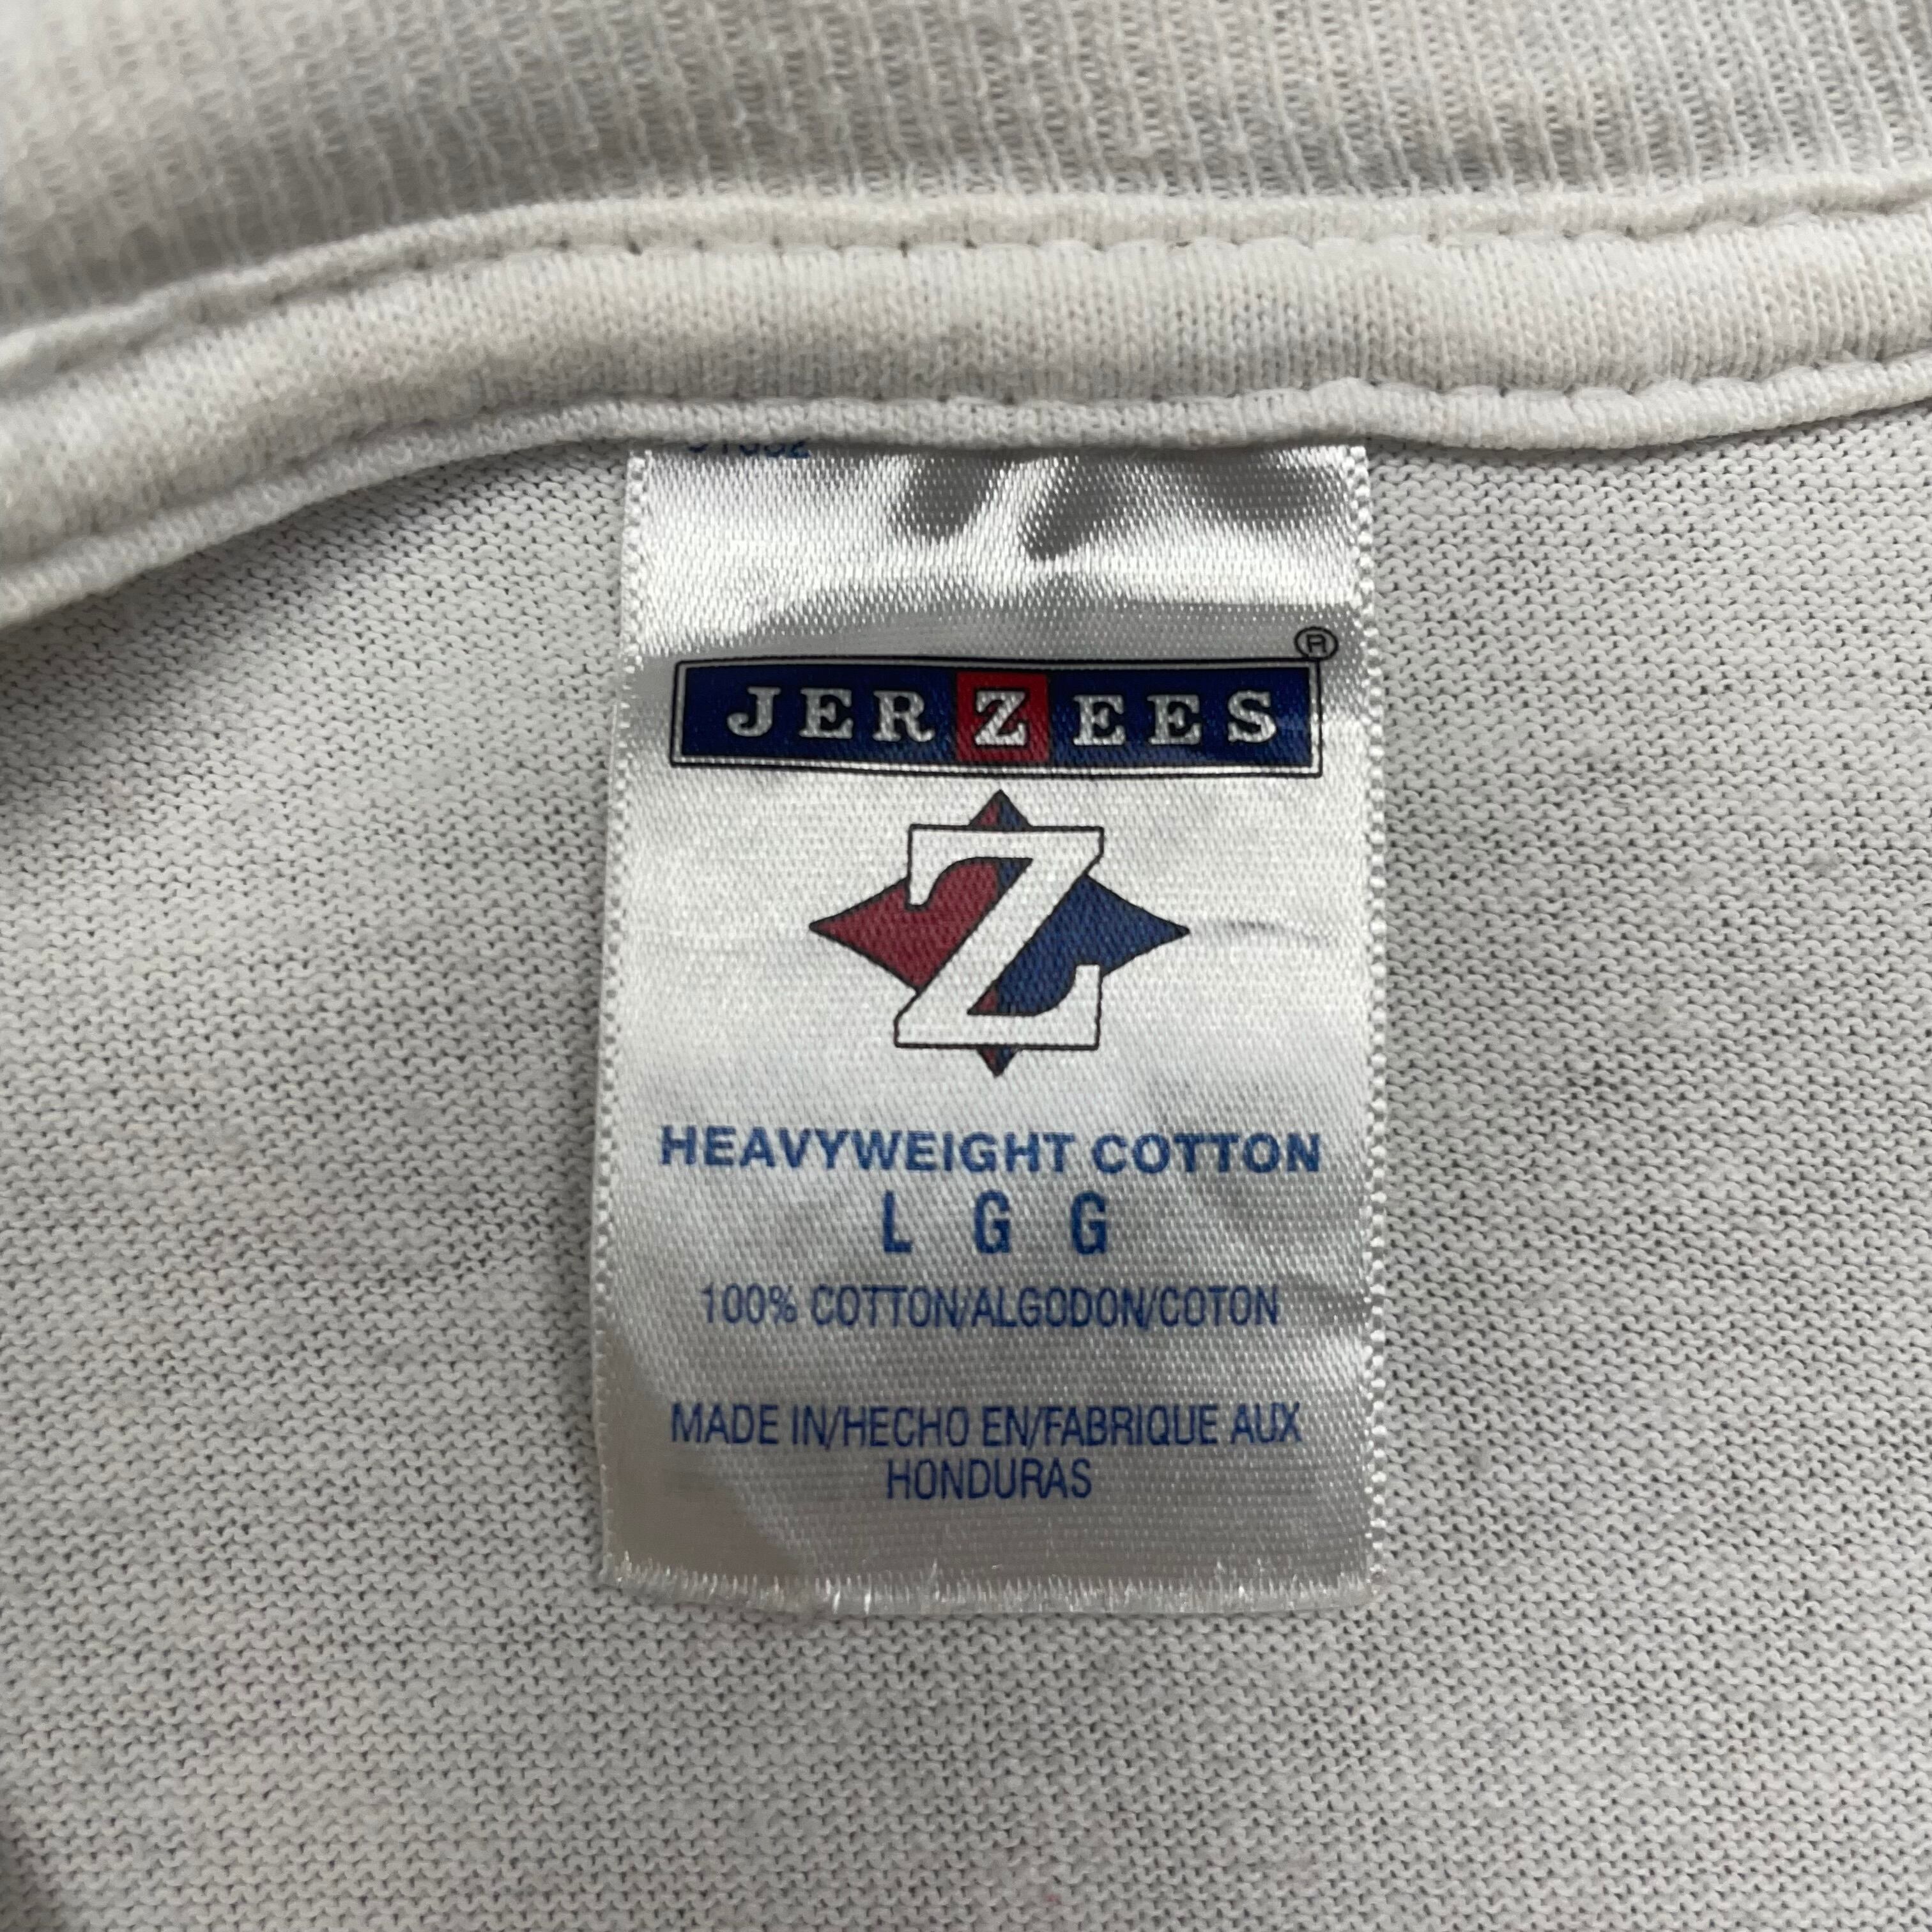 JERZEES®
Z
HEAVYWEIGHT COTTON
L G G
100% COTTON/ALGODON/COTON
MADE IN/HECHO EN/FABRIQUE AUX
HONDURAS